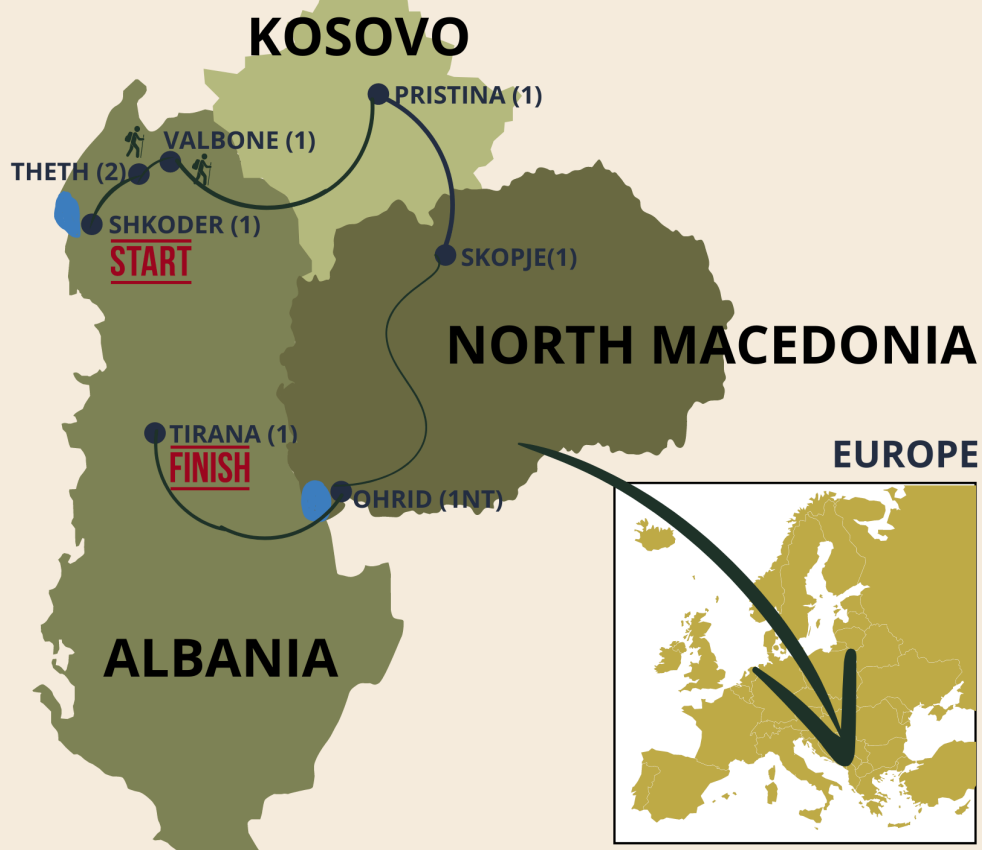 KOSOVO
PRISTINA (1)
VALBONE (1)
THETH (2)
SHKODER (1)
START
SKOPJE(1)
NORTH MACEDONIA
TIRANA (1)
FINISH
EUROPE
OHRID (1NT)
ALBANIA